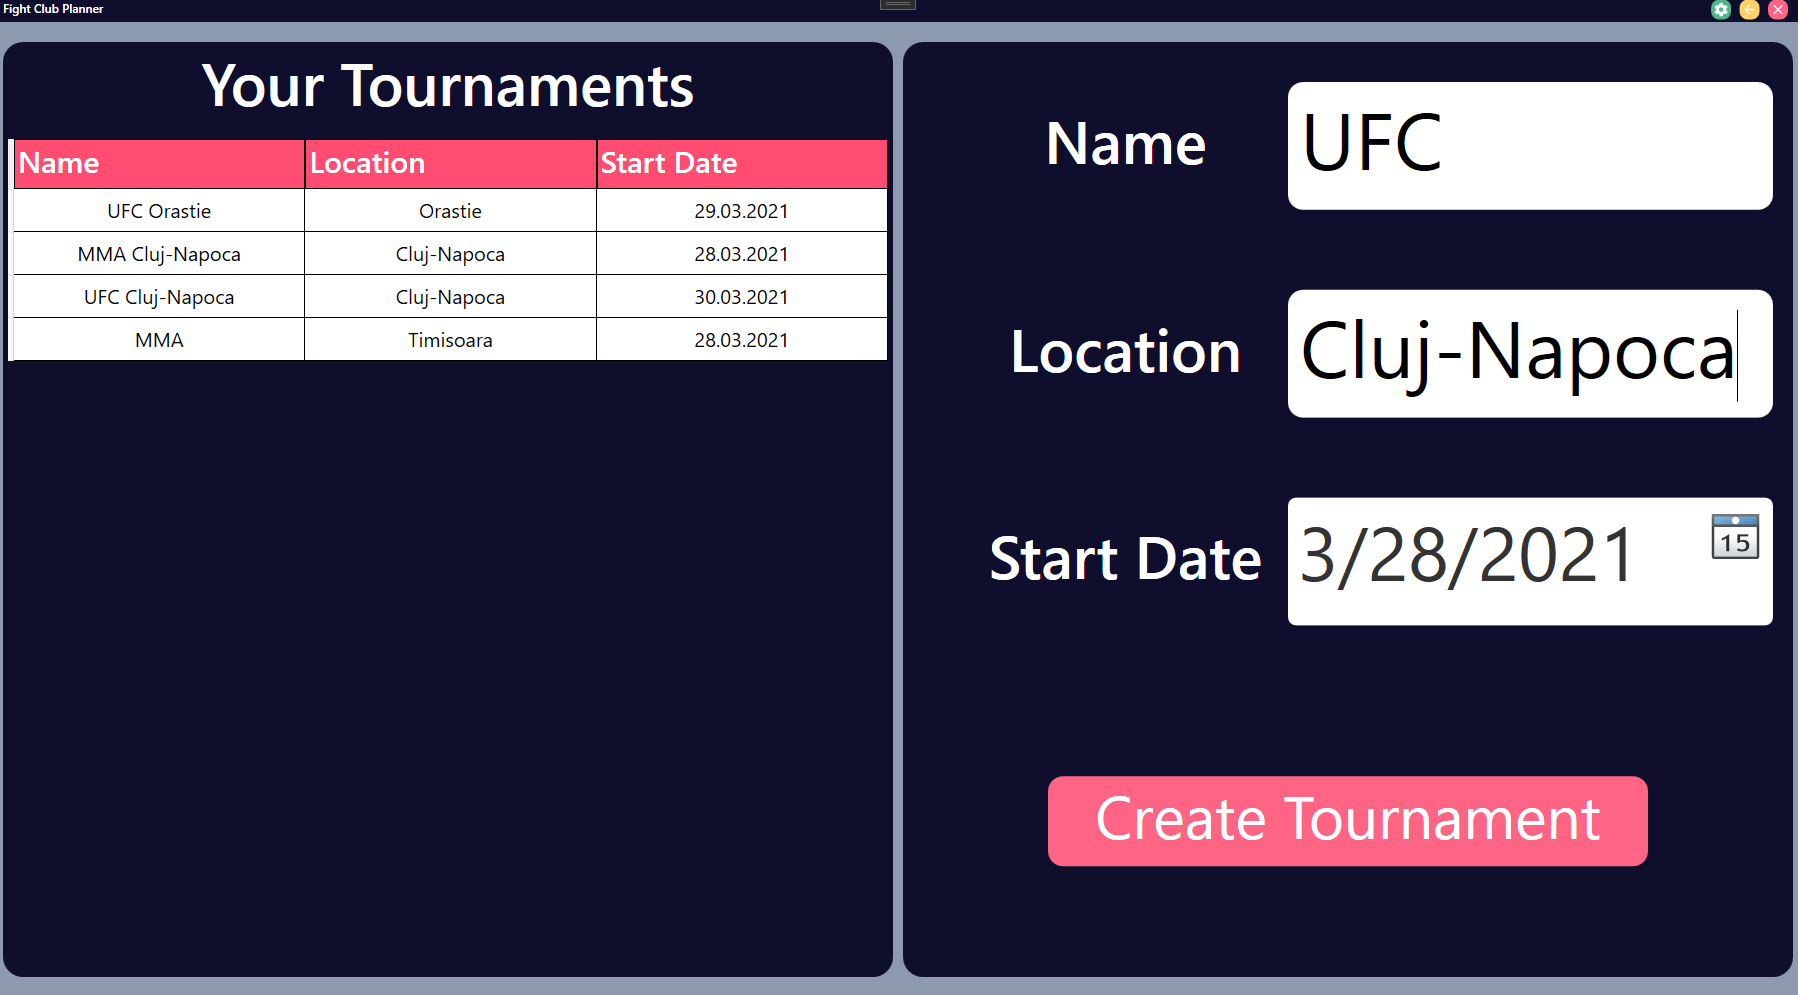 Fight Club Planner
Your Tournaments
Name Location Start Date
UFC Orastie Orastie 29.03.2021
MMA Cluj-Napoca Cluj-Napoca 28.03.2021
UFC Cluj-Napoca Cluj-Napoca 30.03.2021
MMA Timisoara 28.03.2021
Name UFC
Location Cluj-Napoca
Start Date 3/28/2021 15
Create Tournament